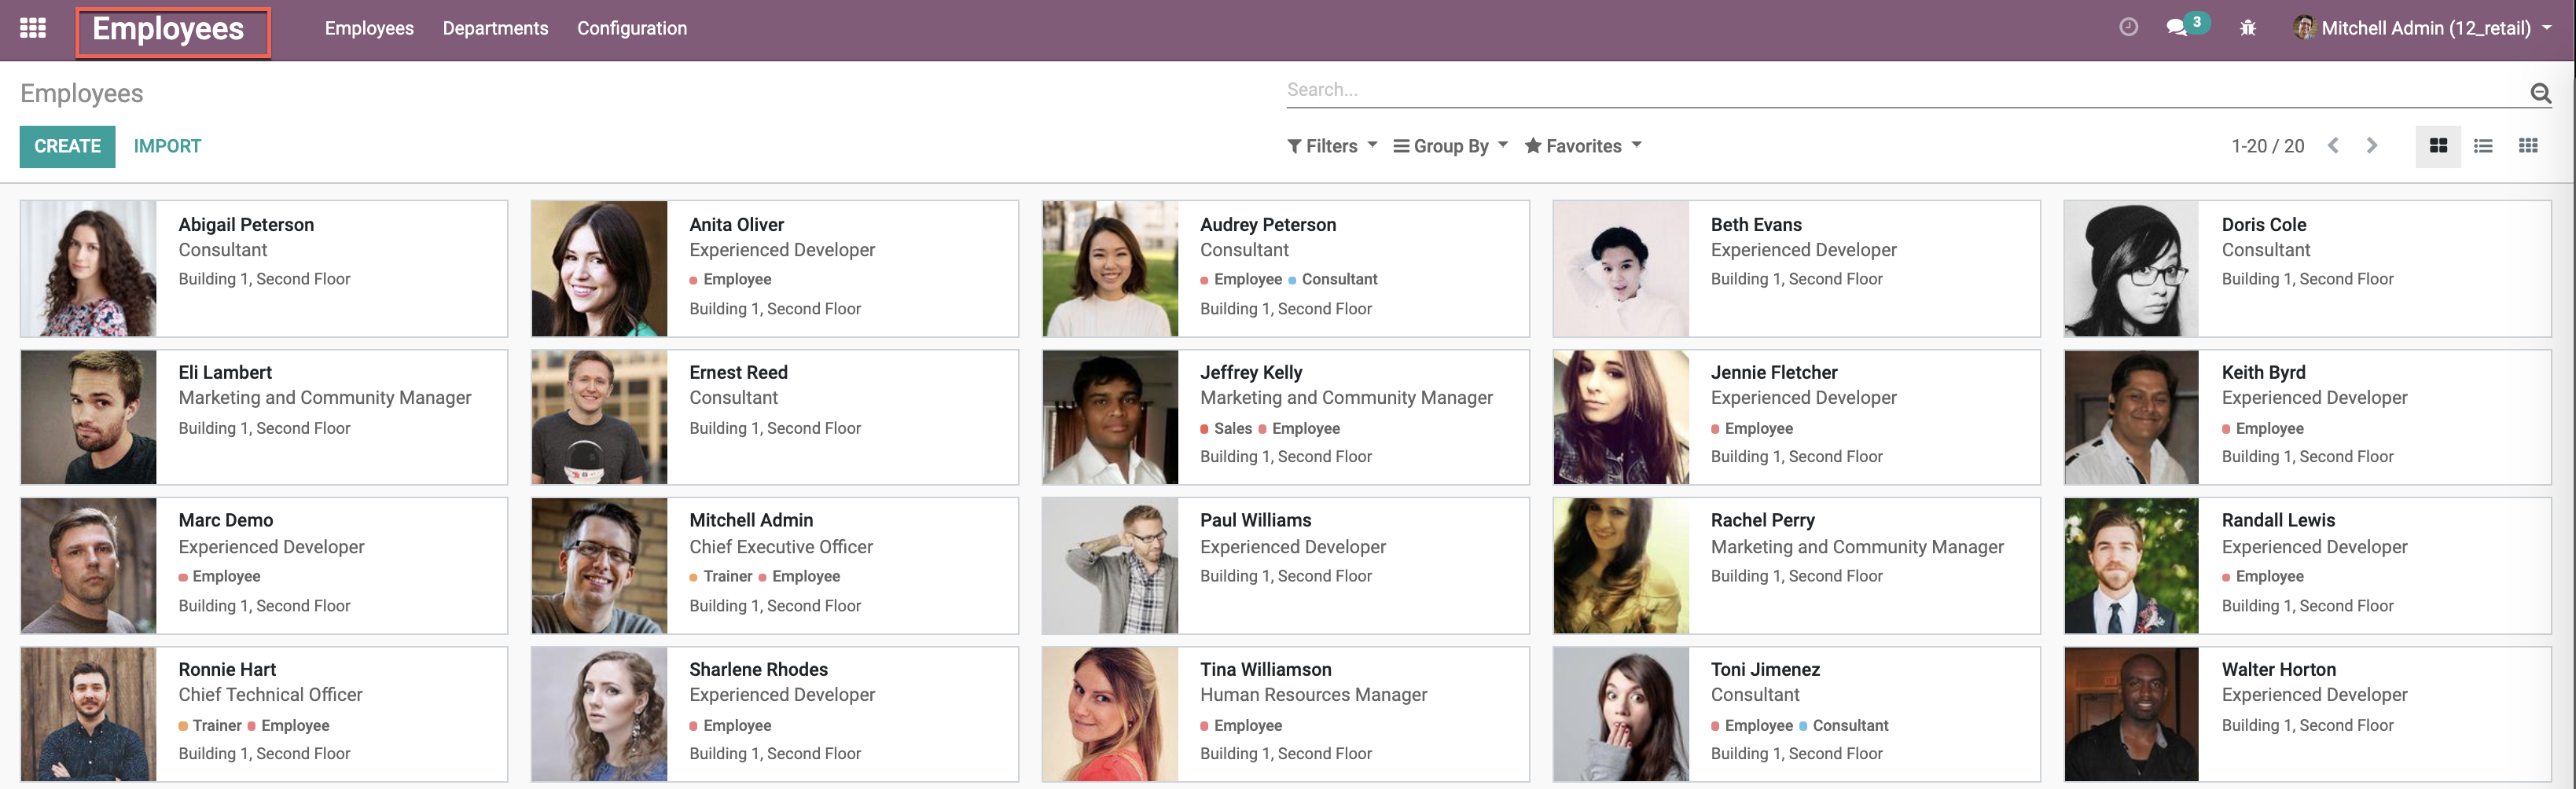 Employees Employees Departments Configuration 3 Mitchell Admin (12_retail)
Employees Search...
CREATE IMPORT Filters Group By Favorites 1-20 / 20
Abigail Peterson
Consultant
Building 1, Second Floor
Anita Oliver
Experienced Developer
Employee
Building 1, Second Floor
Audrey Peterson
Consultant
Employee Consultant
Building 1, Second Floor
Beth Evans
Experienced Developer
Building 1, Second Floor
Doris Cole
Consultant
Building 1, Second Floor
Eli Lambert
Marketing and Community Manager
Building 1, Second Floor
Ernest Reed
Consultant
Building 1, Second Floor
Jeffrey Kelly
Marketing and Community Manager
Sales Employee
Building 1, Second Floor
Jennie Fletcher
Experienced Developer
Employee
Building 1, Second Floor
Keith Byrd
Experienced Developer
Employee
Building 1, Second Floor
Marc Demo
Experienced Developer
Employee
Building 1, Second Floor
Mitchell Admin
Chief Executive Officer
Trainer Employee
Building 1, Second Floor
Paul Williams
Experienced Developer
Building 1, Second Floor
Rachel Perry
Marketing and Community Manager
Building 1, Second Floor
Randall Lewis
Experienced Developer
Employee
Building 1, Second Floor
Ronnie Hart
Chief Technical Officer
Trainer Employee
Building 1, Second Floor
Sharlene Rhodes
Experienced Developer
Employee
Building 1, Second Floor
Tina Williamson
Human Resources Manager
Employee
Building 1, Second Floor
Toni Jimenez
Consultant
Employee Consultant
Building 1, Second Floor
Walter Horton
Experienced Developer
Building 1, Second Floor